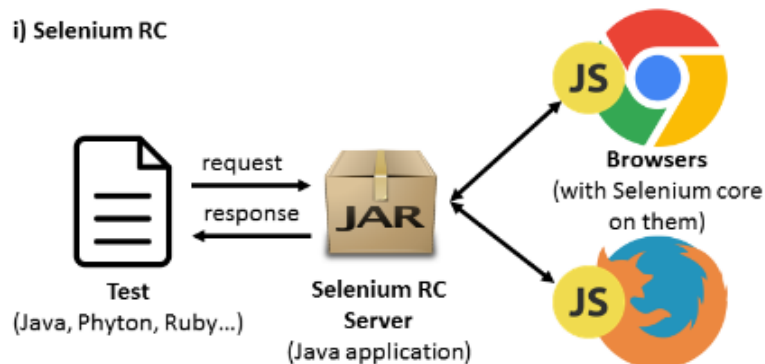 i) Selenium RC
JS
request
response
JAR
Browsers
(with Selenium core
on them)
JS
Test
(Java, Phyton, Ruby...)
Selenium RC
Server
(Java application)